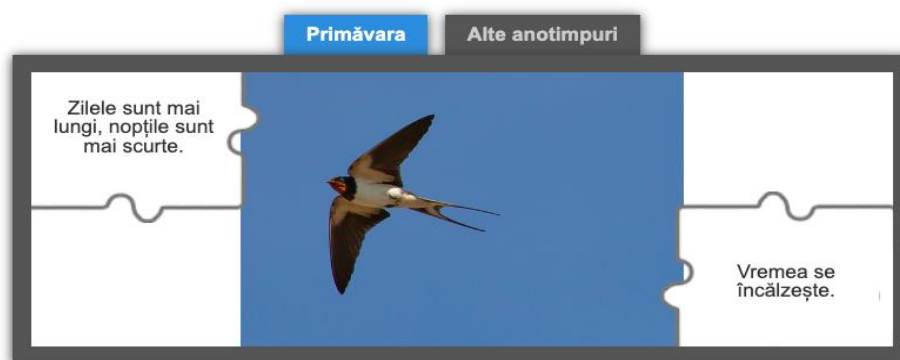 Primăvara
Alte anotimpuri
Zilele sunt mai
lungi, nopțile sunt
mai scurte.
Vremea se
încălzește.